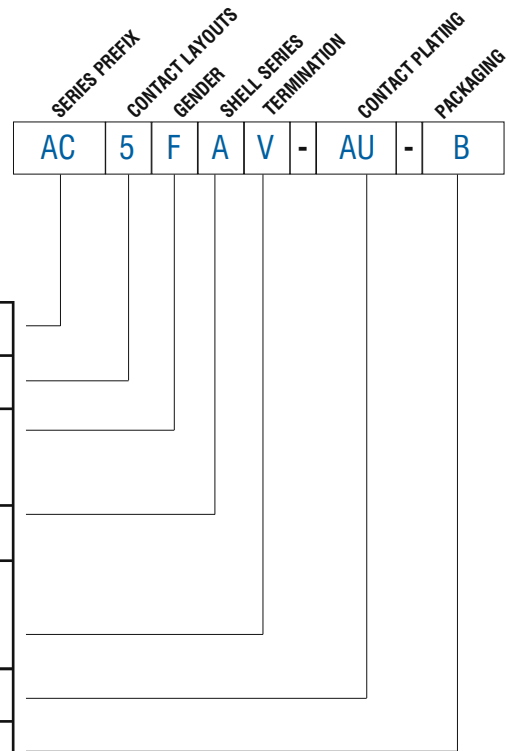 SERIES PREFIX
CONTACT LAYOUTS
GENDER
SHELL SERIES
TERMINATION
CONTACT PLATING
PACKAGING
AC 5 F A V - AU - B